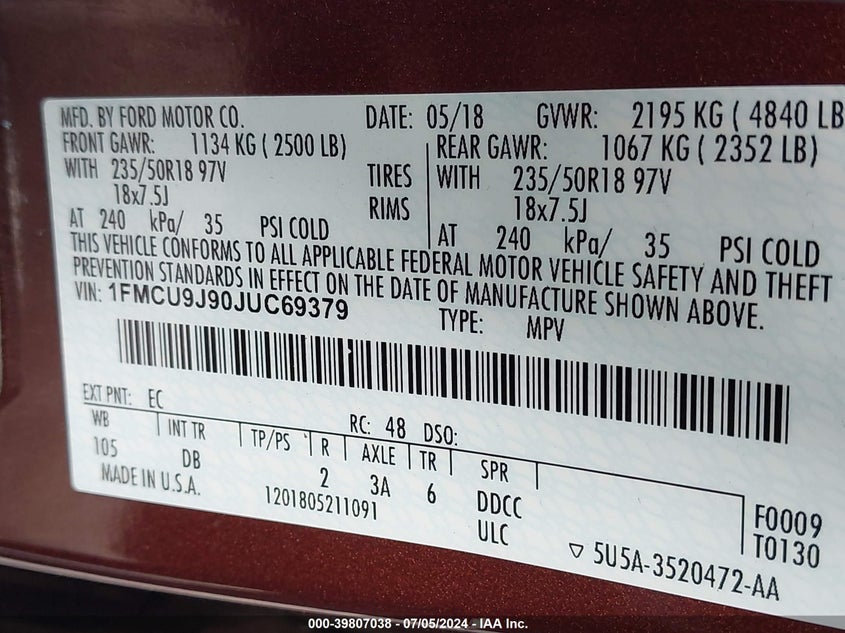 MFD. BY FORD MOTOR CO. DATE: 05/18 GVWR: 2195 KG ( 4840 LB
FRONT GAWR: 1134 KG ( 2500 LB) REAR GAWR: 1067 KG ( 2352 LB)
WITH 235/50R18 97V TIRES WITH 235/50R18 97V
18x7.5J RIMS 18x7.5J
AT 240 kPa/ 35 PSI COLD AT 240 kPa/ 35 PSI COLD
THIS VEHICLE CONFORMS TO ALL APPLICABLE FEDERAL MOTOR VEHICLE SAFETY AND THEFT
PREVENTION STANDARDS IN EFFECT ON THE DATE OF MANUFACTURE SHOWN ABOVE.
VIN: 1FMCU9J90JUC69379 TYPE: MPV
EXT PNT: EC RC: 48 DSO:
WB INT TR TP/PS R AXLE TR SPR
105 DB 2 3A 6 DDCC
MADE IN U.S.A. 1201805211091 ULC
F0009
T0130
▽ 5U5A-3520472-AA
000-39807038 - 07/05/2024 - IAA Inc.